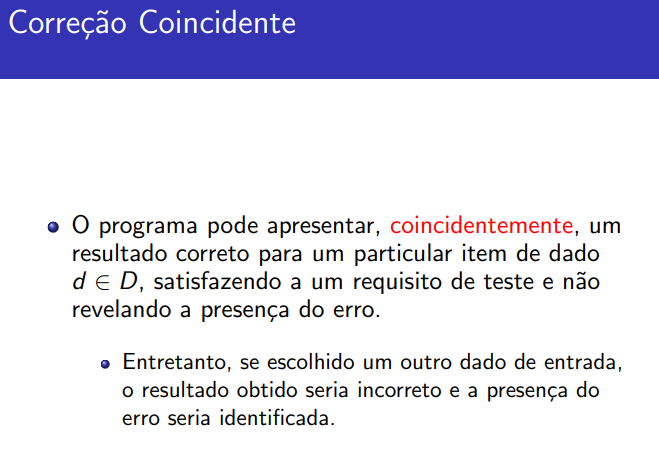 Correção Coincidente
O programa pode apresentar, coincidentemente, um
resultado correto para um particular item de dado
d ∈ D, satisfazendo a um requisito de teste e não
revelando a presença do erro.
Entretanto, se escolhido um outro dado de entrada,
o resultado obtido seria incorreto e a presença do
erro seria identificada.